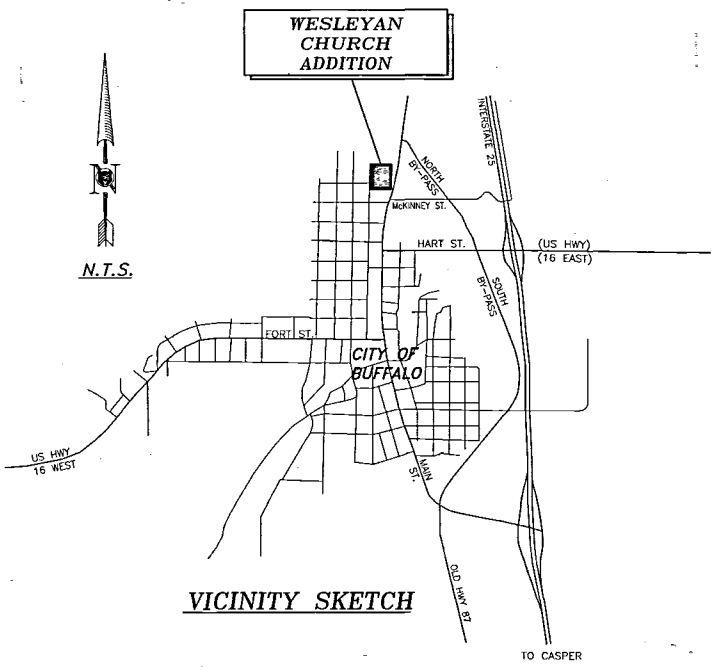 WESLEYAN
CHURCH
ADDITION
N
N.T.S.
INTERSTATE 25
NORTH
BY-PASS
McKINNEY ST.
HART ST.
(US HWY)
(16 EAST)
SOUTH
BY-PASS
FORT ST.
CITY OF
BUFFALO
US HWY
16 WEST
MAIN
ST.
OLD HWY 87
VICINITY SKETCH
TO CASPER